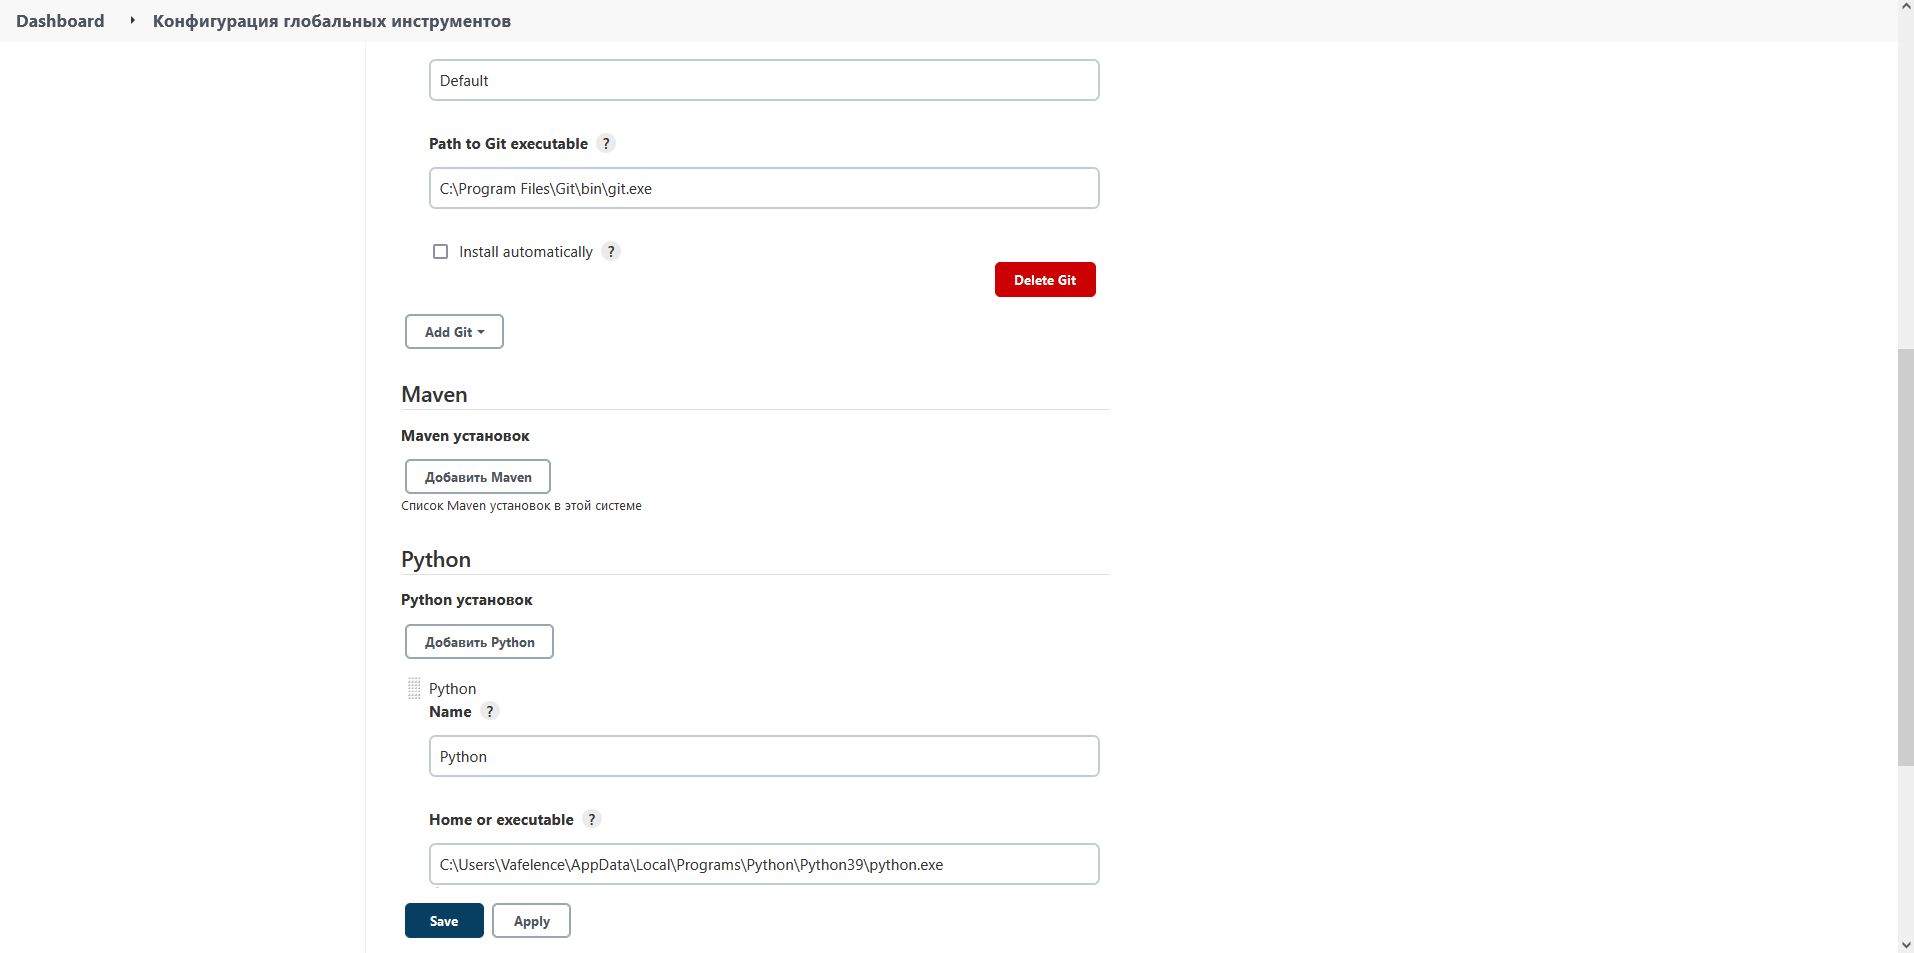 Dashboard Конфигурация глобальных инструментов
Default
Path to Git executable ?
C:\Program Files\Git\bin\git.exe
Install automatically ?
Delete Git
Add Git
Maven
Maven установок
Добавить Maven
Список Maven установок в этой системе
Python
Python установок
Добавить Python
Python
Name ?
Python
Home or executable ?
C:\Users\Vafelence\AppData\Local\Programs\Python\Python39\python.exe
Save Apply